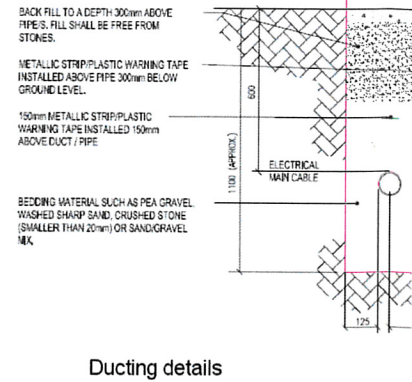 BACK FILL TO A DEPTH 300mm ABOVE
PIPE/S. FILL SHALL BE FREE FROM
STONES.
METALLIC STRIP/PLASTIC WARNING TAPE
INSTALLED ABOVE PIPE 300mm BELOW
GROUND LEVEL.
150mm METALLIC STRIP/PLASTIC
WARNING TAPE INSTALLED 150mm
ABOVE DUCT / PIPE
BEDDING MATERIAL SUCH AS PEA GRAVEL,
WASHED SHARP SAND, CRUSHED STONE
(SMALLER THAN 20mm) OR SAND/GRAVEL
MIX,
600
1100 (APPROX.)
ELECTRICAL
MAIN CABLE
125
Ducting details